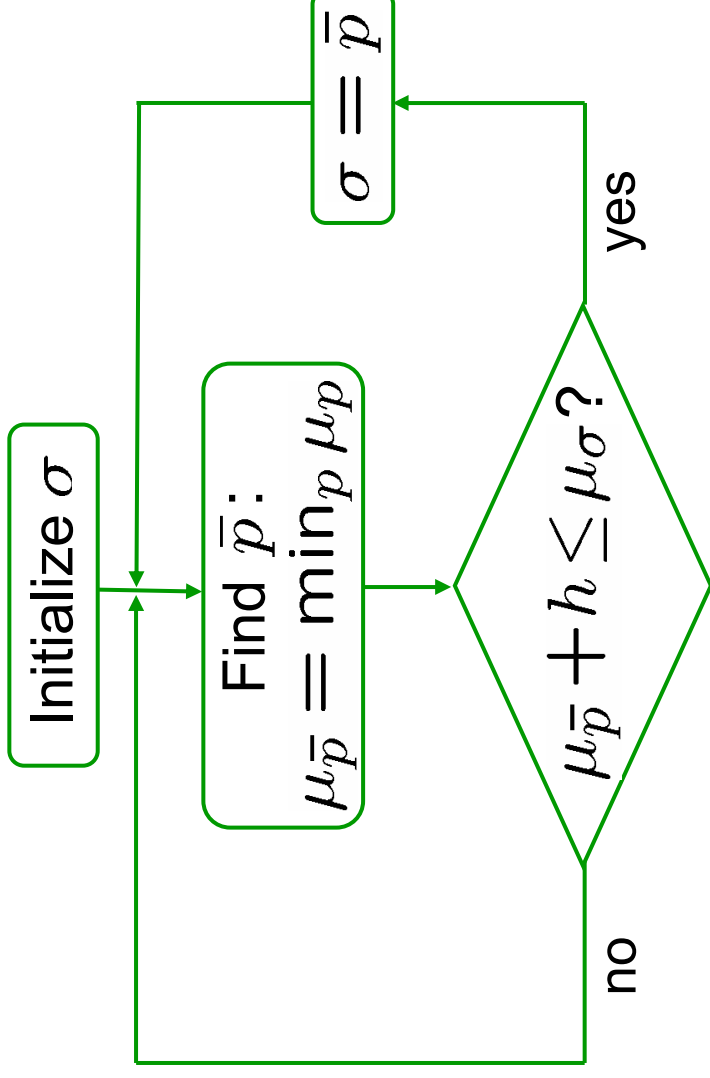 Initialize σ
Find p̄:
μ_p̄ = min_p μ_p
μ_p̄ + h ≤ μ_σ?
no
yes
σ = p̄